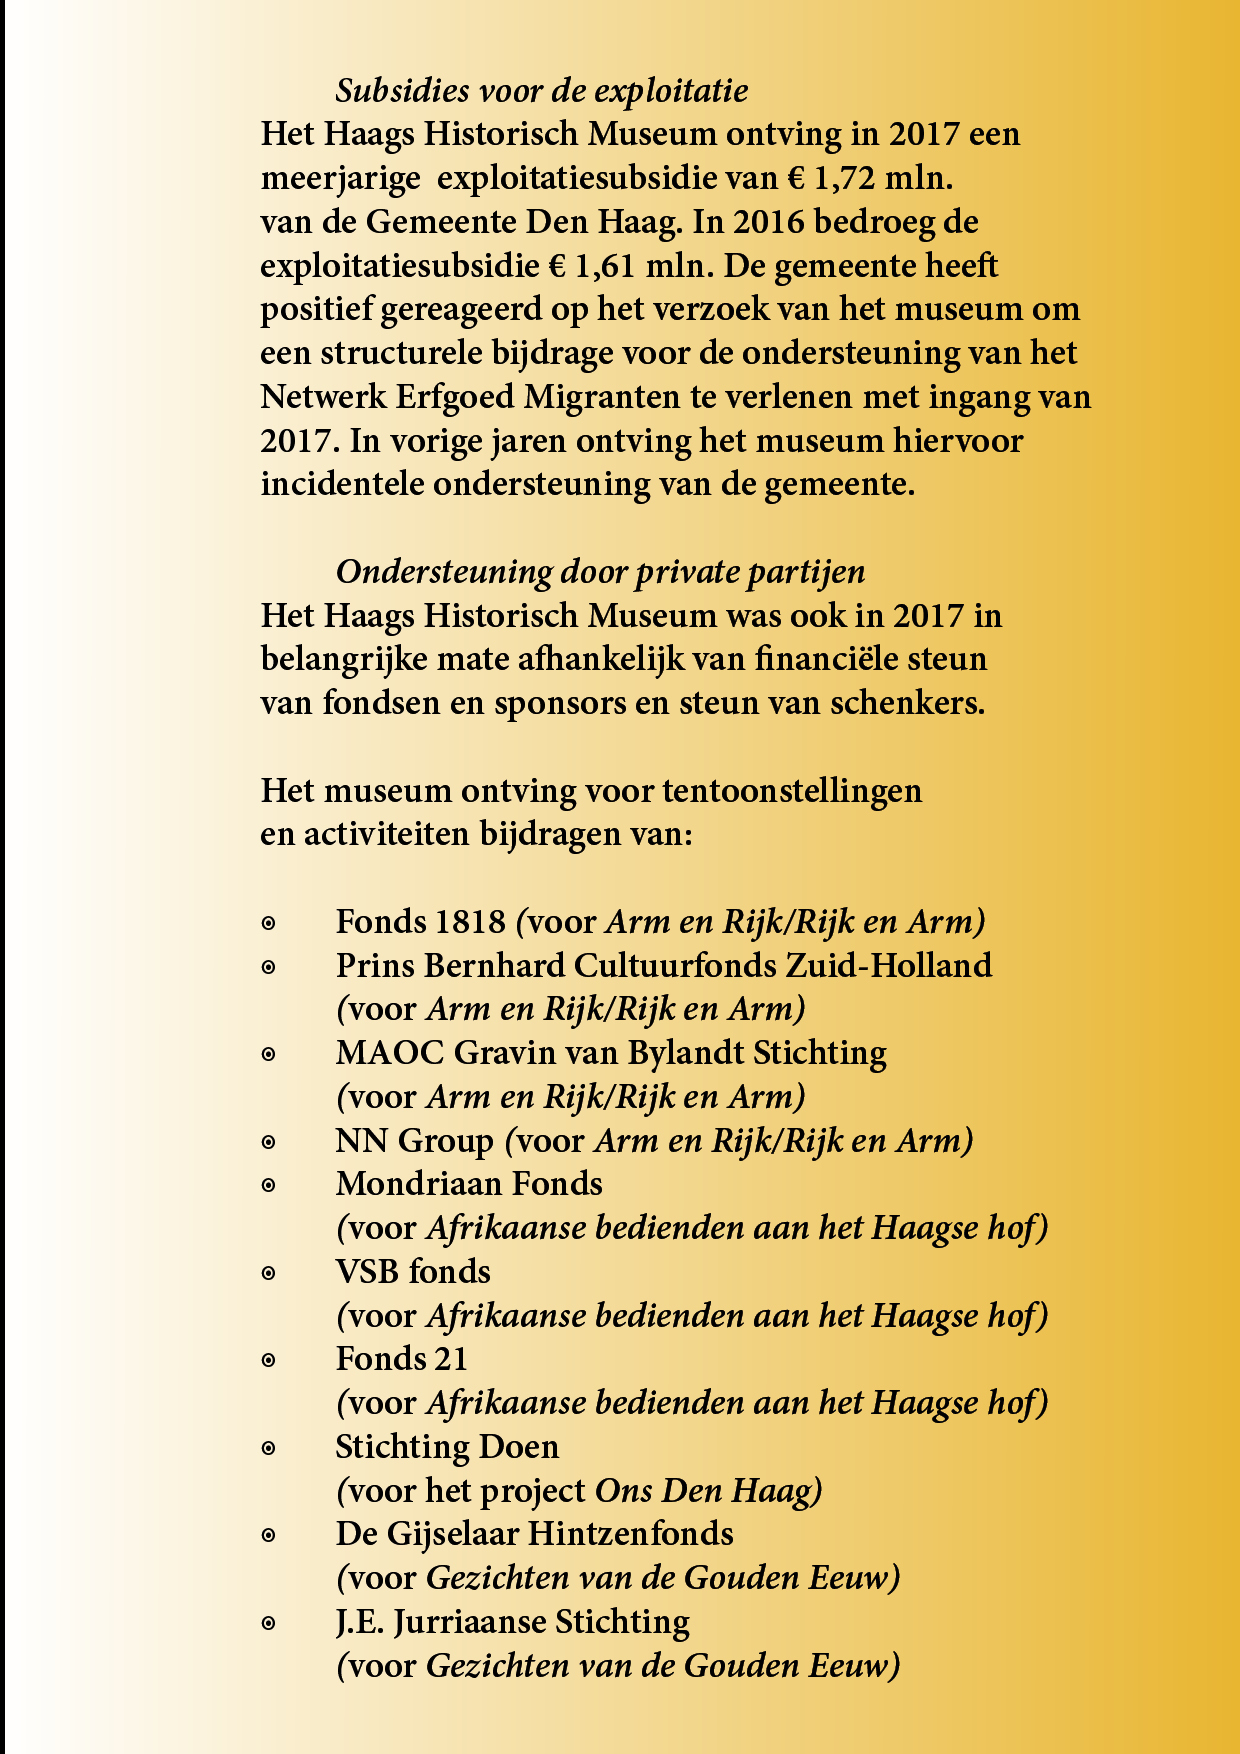 Subsidies voor de exploitatie
Het Haags Historisch Museum ontving in 2017 een
meerjarige exploitatiesubsidie van € 1,72 mln.
van de Gemeente Den Haag. In 2016 bedroeg de
exploitatiesubsidie € 1,61 mln. De gemeente heeft
positief gereageerd op het verzoek van het museum om
een structurele bijdrage voor de ondersteuning van het
Netwerk Erfgoed Migranten te verlenen met ingang van
2017. In vorige jaren ontving het museum hiervoor
incidentele ondersteuning van de gemeente.
Ondersteuning door private partijen
Het Haags Historisch Museum was ook in 2017 in
belangrijke mate afhankelijk van financiële steun
van fondsen en sponsors en steun van schenkers.
Het museum ontving voor tentoonstellingen
en activiteiten bijdragen van:
⊙ Fonds 1818 (voor Arm en Rijk/Rijk en Arm)
⊙ Prins Bernhard Cultuurfonds Zuid-Holland
(voor Arm en Rijk/Rijk en Arm)
⊙ MAOC Gravin van Bylandt Stichting
(voor Arm en Rijk/Rijk en Arm)
⊙ NN Group (voor Arm en Rijk/Rijk en Arm)
⊙ Mondriaan Fonds
(voor Afrikaanse bedienden aan het Haagse hof)
⊙ VSB fonds
(voor Afrikaanse bedienden aan het Haagse hof)
⊙ Fonds 21
(voor Afrikaanse bedienden aan het Haagse hof)
⊙ Stichting Doen
(voor het project Ons Den Haag)
⊙ De Gijselaar Hintzenfonds
(voor Gezichten van de Gouden Eeuw)
⊙ J.E. Jurriaanse Stichting
(voor Gezichten van de Gouden Eeuw)